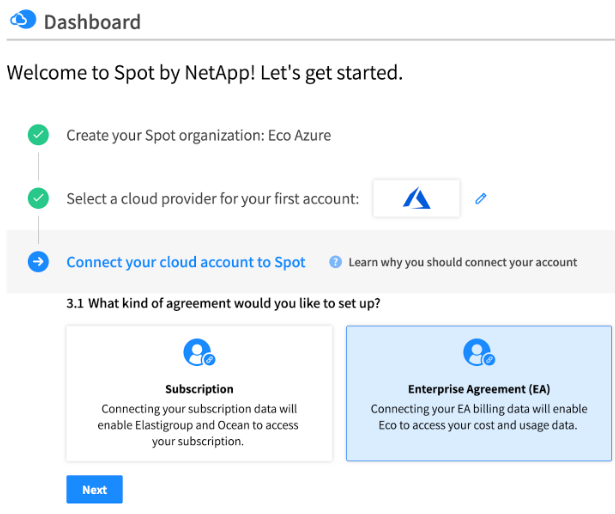 Dashboard
Welcome to Spot by NetApp! Let's get started.
Create your Spot organization: Eco Azure
Select a cloud provider for your first account:
Connect your cloud account to Spot
? Learn why you should connect your account
3.1 What kind of agreement would you like to set up?
Subscription
Connecting your subscription data will
enable Elastigroup and Ocean to access
your subscription.
Enterprise Agreement (EA)
Connecting your EA billing data will enable
Eco to access your cost and usage data.
Next